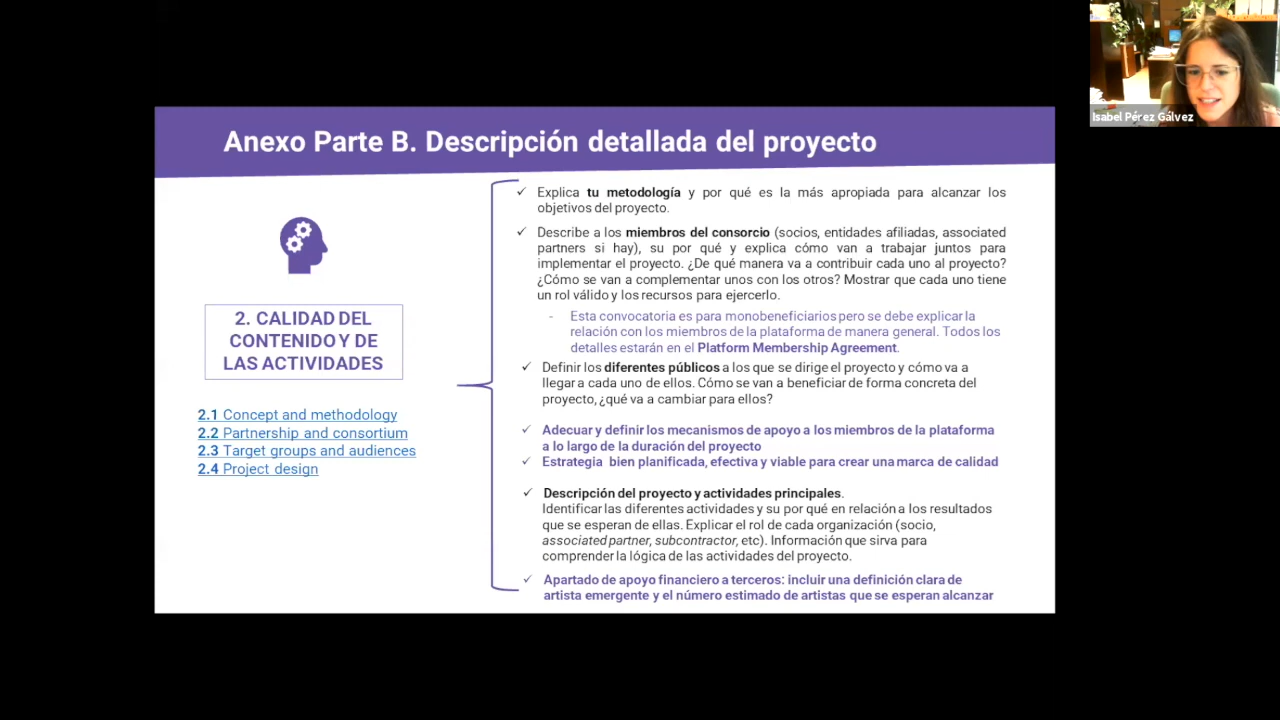 Isabel Pérez Gálvez
Anexo Parte B. Descripción detallada del proyecto
2. CALIDAD DEL
CONTENIDO Y DE
LAS ACTIVIDADES
2.1 Concept and methodology
2.2 Partnership and consortium
2.3 Target groups and audiences
2.4 Project design
✓ Explica tu metodología y por qué es la más apropiada para alcanzar los
objetivos del proyecto.
✓ Describe a los miembros del consorcio (socios, entidades afiliadas, associated
partners si hay), su por qué y explica cómo van a trabajar juntos para
implementar el proyecto. ¿De qué manera va a contribuir cada uno al proyecto?
¿Cómo se van a complementar unos con los otros? Mostrar que cada uno tiene
un rol válido y los recursos para ejercerlo.
- Esta convocatoria es para monobeneficiarios pero se debe explicar la
relación con los miembros de la plataforma de manera general. Todos los
detalles estarán en el Platform Membership Agreement.
✓ Definir los diferentes públicos a los que se dirige el proyecto y cómo va a
llegar a cada uno de ellos. Cómo se van a beneficiar de forma concreta del
proyecto, ¿qué va a cambiar para ellos?
✓ Adecuar y definir los mecanismos de apoyo a los miembros de la plataforma
a lo largo de la duración del proyecto
✓ Estrategia bien planificada, efectiva y viable para crear una marca de calidad
✓ Descripción del proyecto y actividades principales.
Identificar las diferentes actividades y su por qué en relación a los resultados
que se esperan de ellas. Explicar el rol de cada organización (socio,
associated partner, subcontractor, etc). Información que sirva para
comprender la lógica de las actividades del proyecto.
✓ Apartado de apoyo financiero a terceros: incluir una definición clara de
artista emergente y el número estimado de artistas que se esperan alcanzar